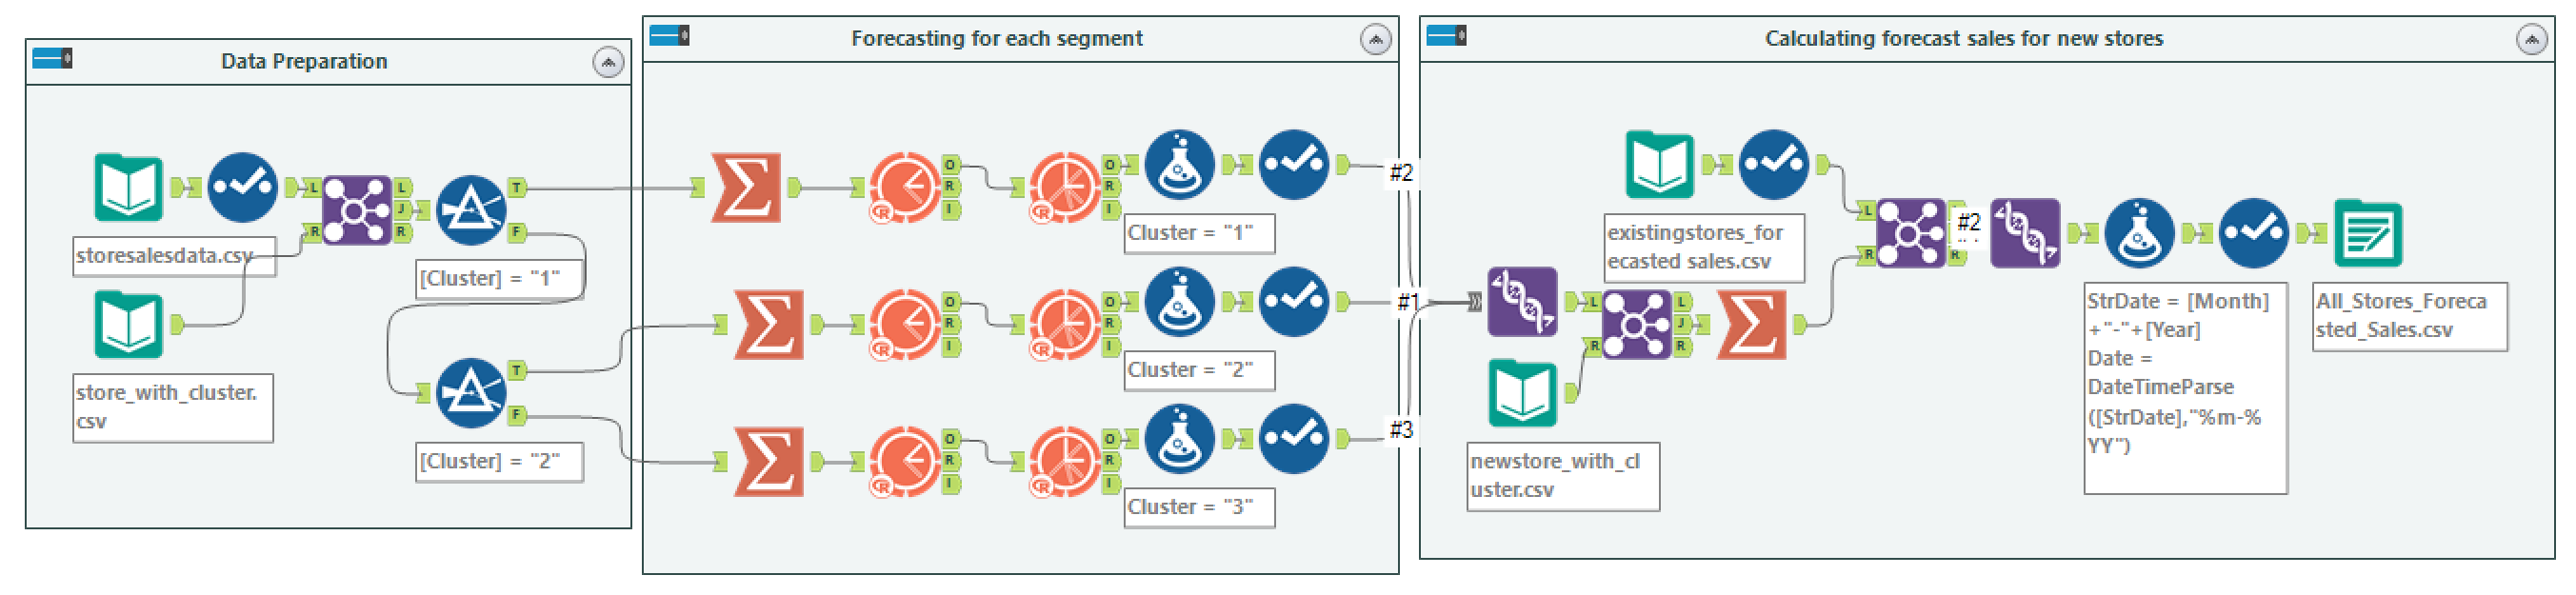 Data Preparation
L
R
L
J
R
T
F
storesalesdata.csv
[Cluster] = "1"
store_with_cluster.
csv
T
F
[Cluster] = "2"
Forecasting for each segment
R
O
R
I
R
O
R
I
Cluster = "1"
R
O
R
I
R
O
R
I
Cluster = "2"
R
O
R
I
R
O
R
I
Cluster = "3"
#2
#1
#3
Calculating forecast sales for new stores
existingstores_for
ecasted sales.csv
L
R
L
J
R
newstore_with_cl
uster.csv
L
R
R
#2
StrDate = [Month]
+"-"+[Year]
Date =
DateTimeParse
([StrDate],"%m-%
YY")
All_Stores_Foreca
sted_Sales.csv